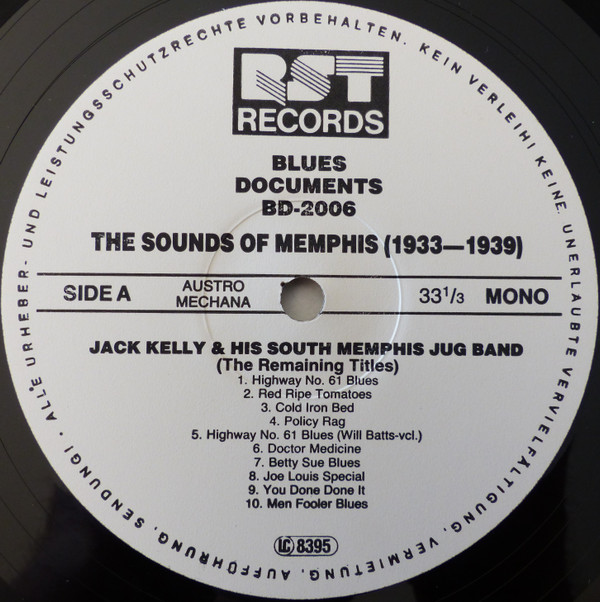 RST
RECORDS
BLUES
DOCUMENTS
BD-2006
THE SOUNDS OF MEMPHIS (1933—1939)
SIDE A
AUSTRO
MECHANA
33 1/3 MONO
JACK KELLY & HIS SOUTH MEMPHIS JUG BAND
(The Remaining Titles)
1. Highway No. 61 Blues
2. Red Ripe Tomatoes
3. Cold Iron Bed
4. Policy Rag
5. Highway No. 61 Blues (Will Batts-vcl.)
6. Doctor Medicine
7. Betty Sue Blues
8. Joe Louis Special
9. You Done Done It
10. Men Fooler Blues
LC 8395
· ALLE URHEBER- UND LEISTUNGSSCHUTZRECHTE VORBEHALTEN. KEIN VERLEIH! KEINE UNERLAUBTE VERVIELFÄLTIGUNG, VERMIETUNG, AUFFÜHRUNG, SENDUNG!